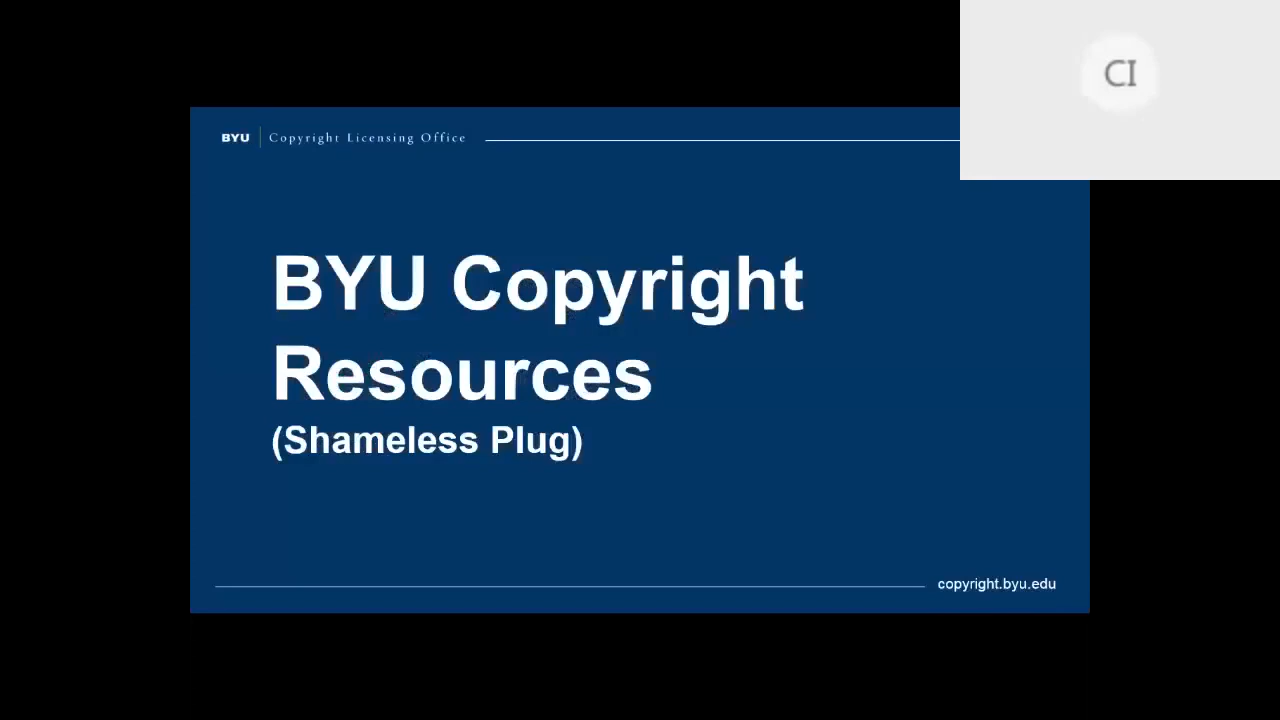 CI
BYU | Copyright Licensing Office
BYU Copyright
Resources
(Shameless Plug)
copyright.byu.edu